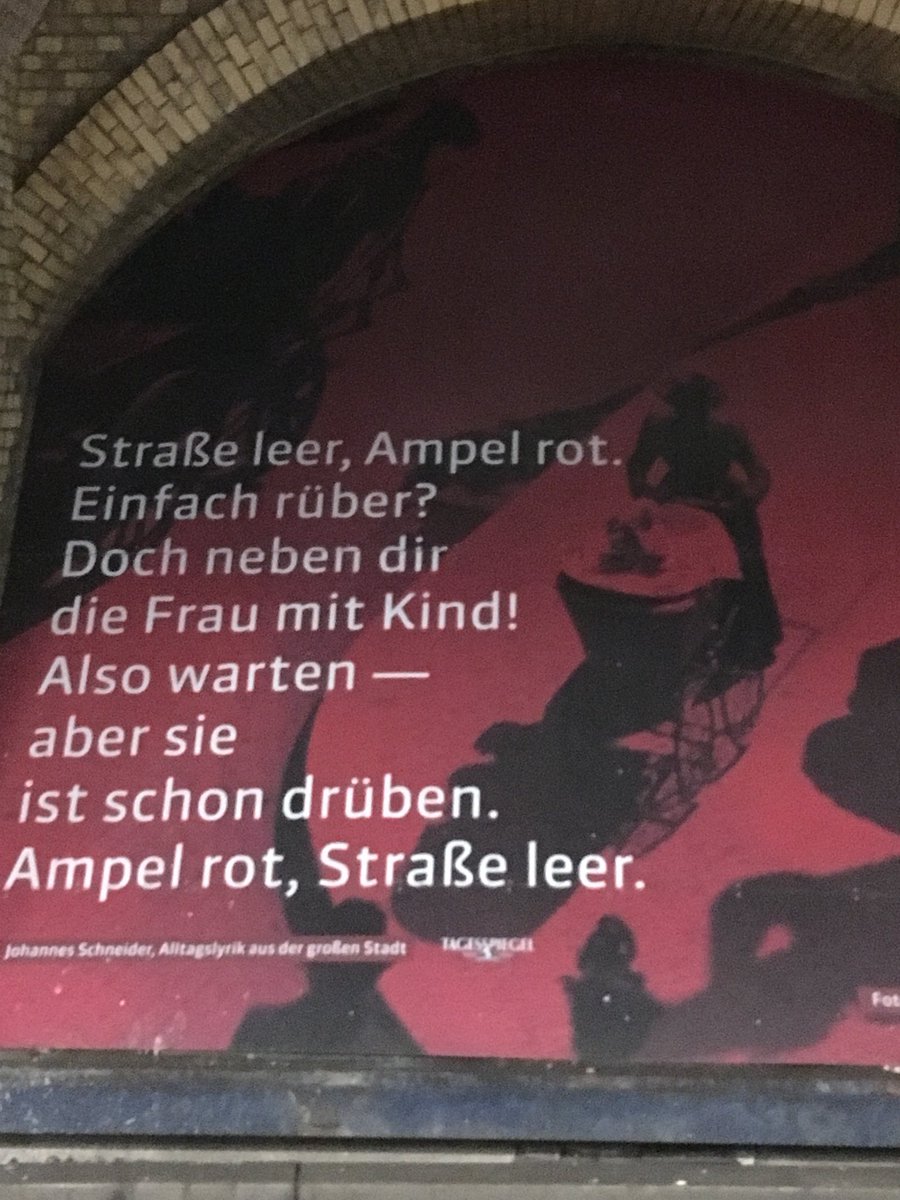 Straße leer, Ampel rot.
Einfach rüber?
Doch neben dir
die Frau mit Kind!
Also warten —
aber sie
ist schon drüben.
Ampel rot, Straße leer.
Johannes Schneider, Alltagslyrik aus der großen Stadt
TAGESSPIEGEL